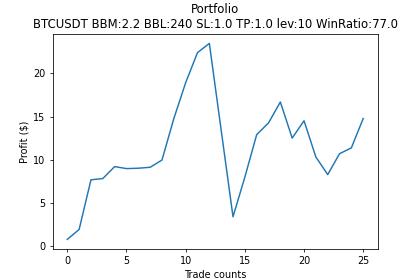 Portfolio
BTCUSDT BBM:2.2 BBL:240 SL:1.0 TP:1.0 lev:10 WinRatio:77.0
20
15
10
5
0
Profit ($)
0 5 10 15 20 25
Trade counts